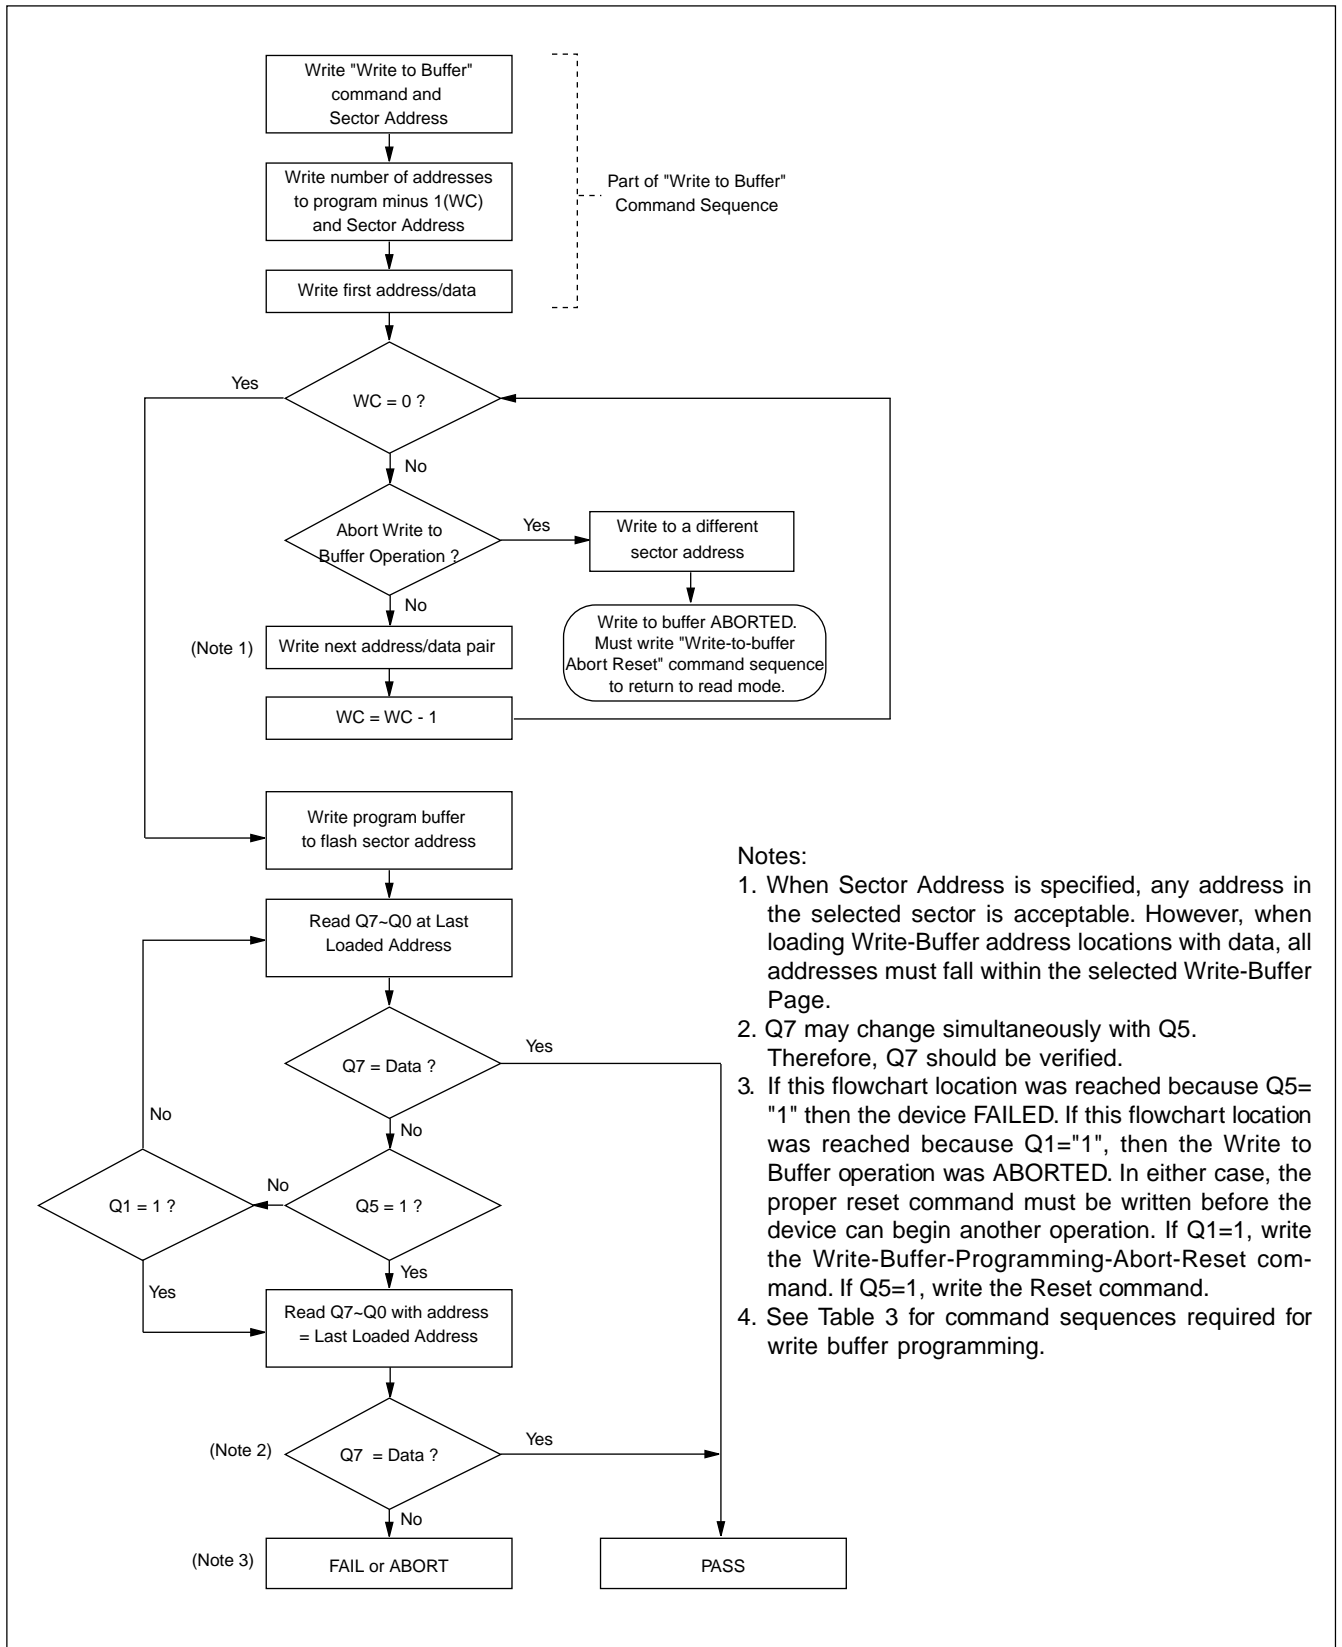 Write "Write to Buffer"
command and
Sector Address
Write number of addresses
to program minus 1(WC)
and Sector Address
Part of "Write to Buffer"
Command Sequence
Write first address/data
Yes
WC = 0 ?
No
Abort Write to
Buffer Operation ?
Yes
Write to a different
sector address
No
Write to buffer ABORTED.
Must write "Write-to-buffer
Abort Reset" command sequence
to return to read mode.
(Note 1)
Write next address/data pair
WC = WC - 1
Write program buffer
to flash sector address
Read Q7~Q0 at Last
Loaded Address
Q7 = Data ?
Yes
No
No
Q1 = 1 ?
No
Q5 = 1 ?
Yes
Yes
Read Q7~Q0 with address
= Last Loaded Address
(Note 2)
Q7 = Data ?
Yes
No
(Note 3)
FAIL or ABORT
PASS
Notes:
1. When Sector Address is specified, any address in
the selected sector is acceptable. However, when
loading Write-Buffer address locations with data, all
addresses must fall within the selected Write-Buffer
Page.
2. Q7 may change simultaneously with Q5.
Therefore, Q7 should be verified.
3. If this flowchart location was reached because Q5=
"1" then the device FAILED. If this flowchart location
was reached because Q1="1", then the Write to
Buffer operation was ABORTED. In either case, the
proper reset command must be written before the
device can begin another operation. If Q1=1, write
the Write-Buffer-Programming-Abort-Reset com-
mand. If Q5=1, write the Reset command.
4. See Table 3 for command sequences required for
write buffer programming.